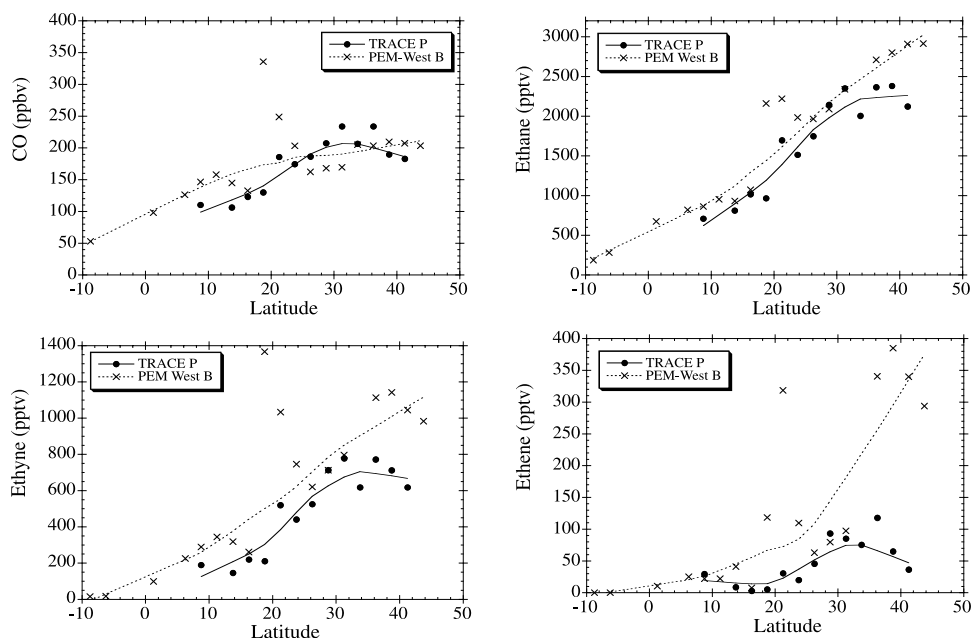 400
350
300
250
200
150
100
50
0
CO (ppbv)
TRACE P
PEM-West B
-10 0 10 20 30 40 50
Latitude
3000
2500
2000
1500
1000
500
0
Ethane (pptv)
TRACE P
PEM West B
-10 0 10 20 30 40 50
Latitude
1400
1200
1000
800
600
400
200
0
Ethyne (pptv)
TRACE P
PEM West B
-10 0 10 20 30 40 50
Latitude
400
350
300
250
200
150
100
50
0
Ethene (pptv)
TRACE P
PEM-West B
-10 0 10 20 30 40 50
Latitude